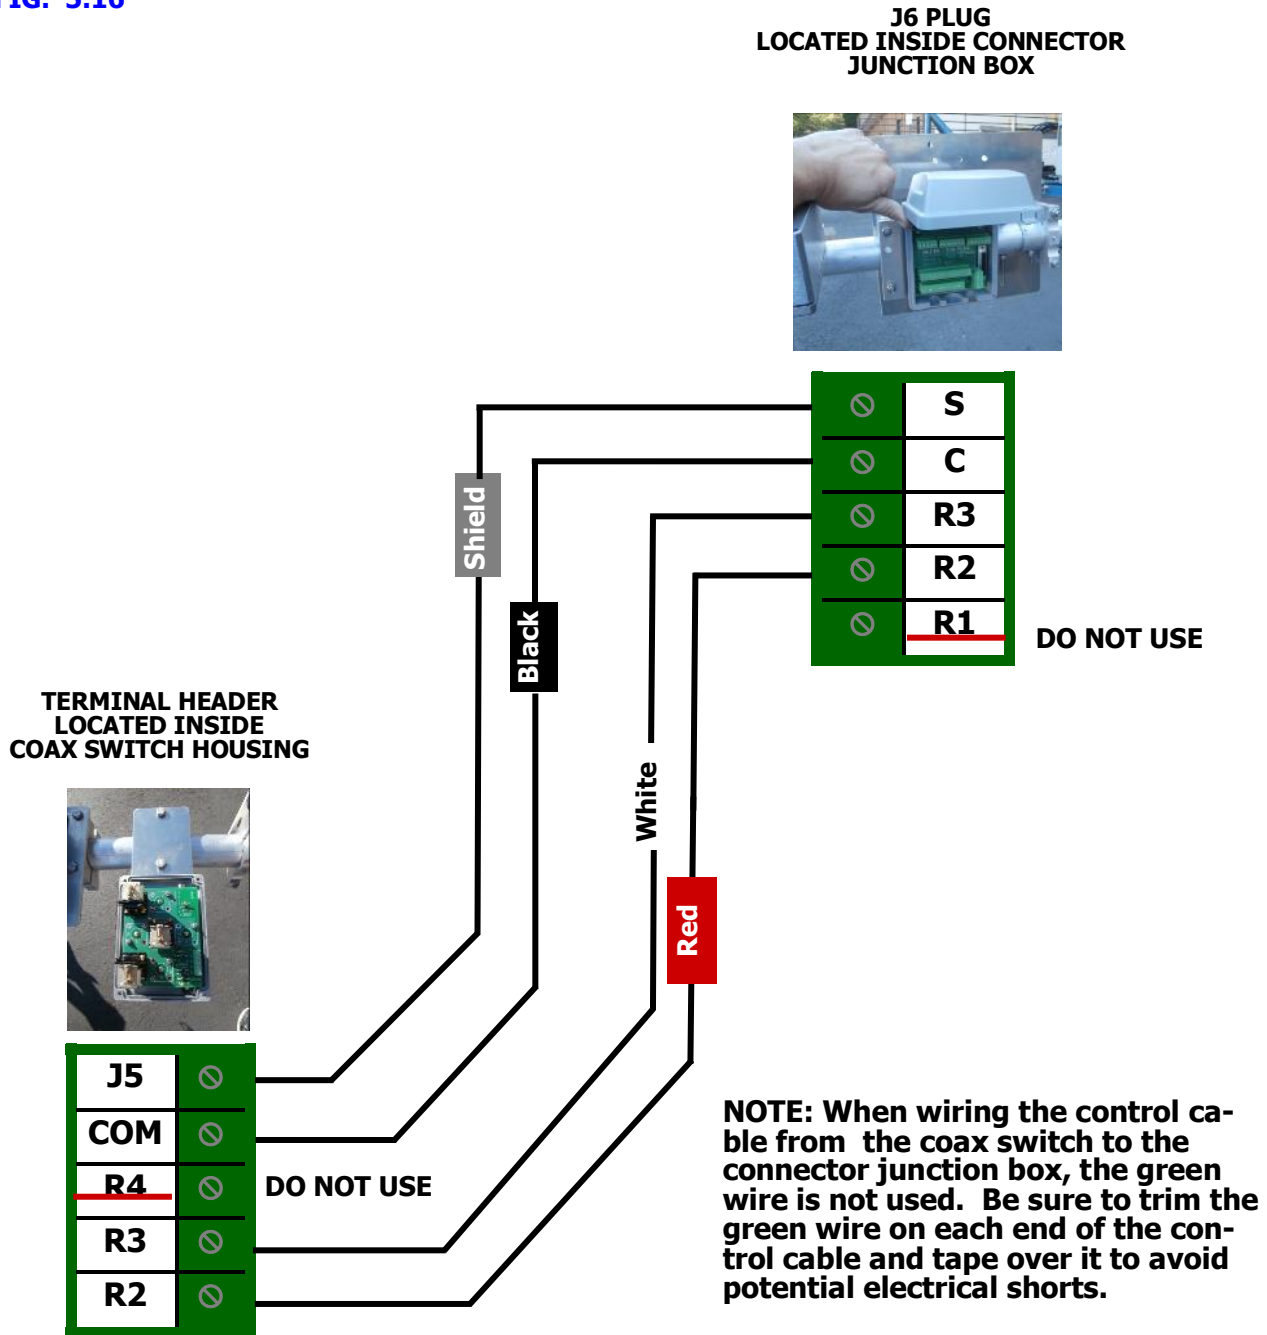 FIG. 5.16
J6 PLUG
LOCATED INSIDE CONNECTOR
JUNCTION BOX
S
C
R3
R2
R1
DO NOT USE
Shield
Black
White
Red
TERMINAL HEADER
LOCATED INSIDE
COAX SWITCH HOUSING
J5
COM
R4
DO NOT USE
R3
R2
NOTE: When wiring the control ca-
ble from the coax switch to the
connector junction box, the green
wire is not used. Be sure to trim the
green wire on each end of the con-
trol cable and tape over it to avoid
potential electrical shorts.